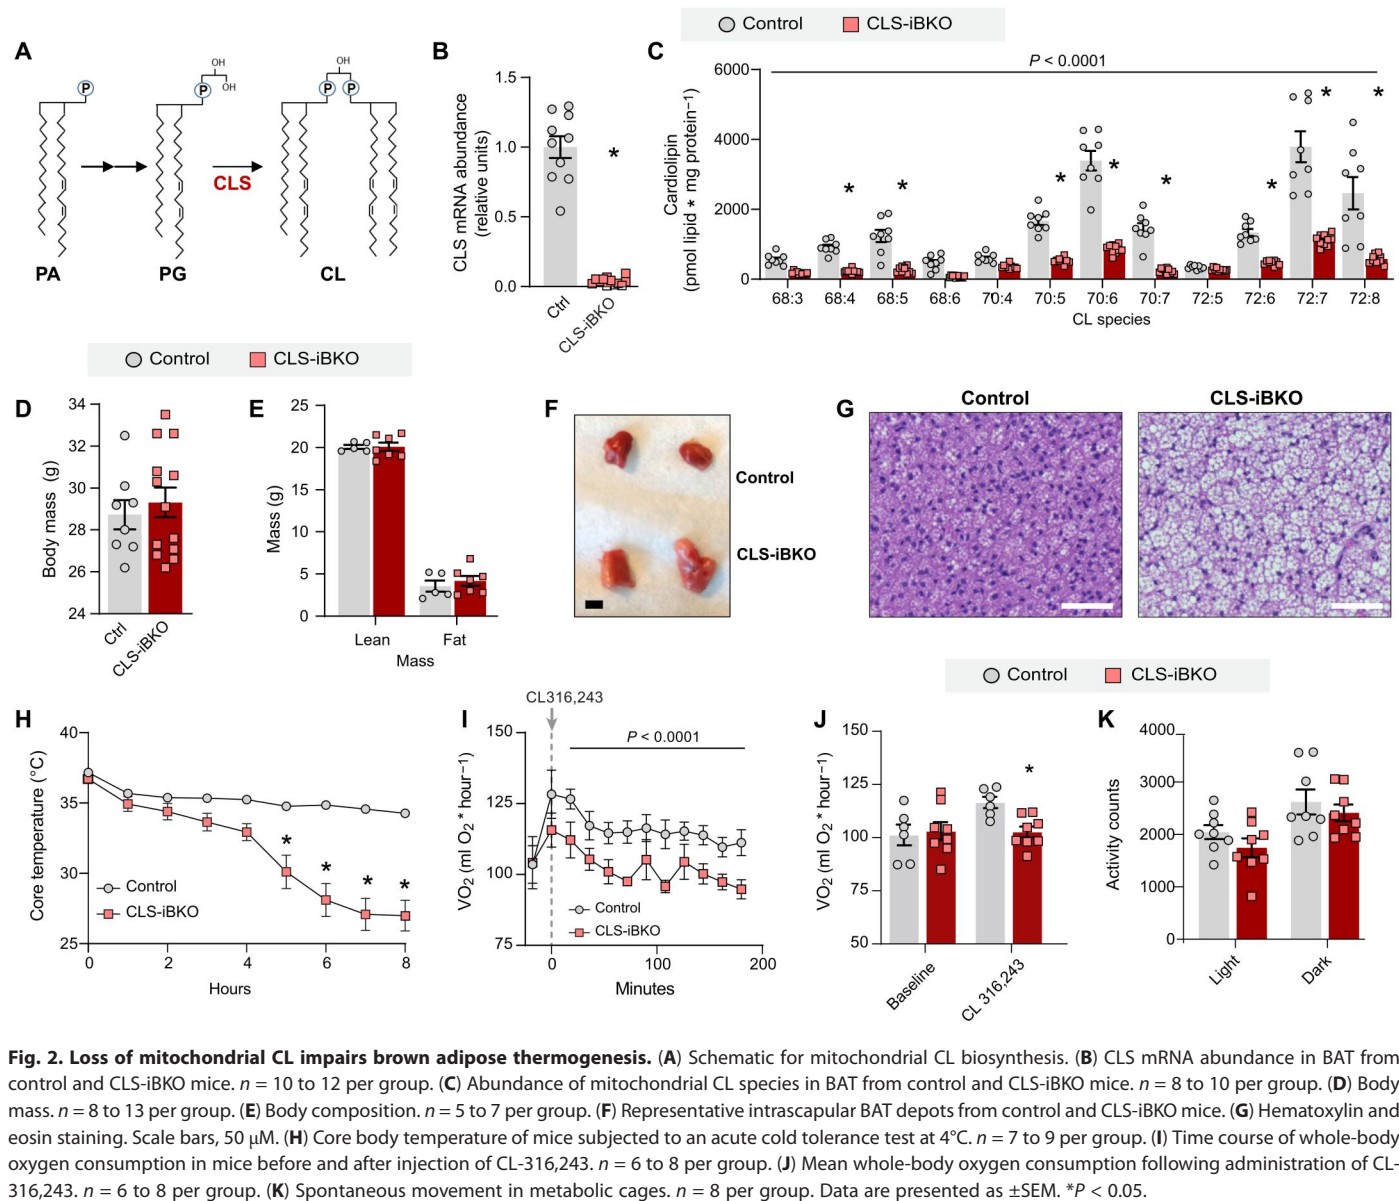 Control CLS-iBKO
A
P
PA
P
OH
OH
PG
CLS
OH
P P
CL
B
CLS mRNA abundance
(relative units)
1.5
1.0
0.5
0.0
*
Ctrl
CLS-iBKO
C
Cardiolipin
(pmol lipid * mg protein−1)
6000
4000
2000
0
P < 0.0001
* * * * * * * *
68:3 68:4 68:5 68:6 70:4 70:5 70:6 70:7 72:5 72:6 72:7 72:8
CL species
Control CLS-iBKO
D
Body mass (g)
34
32
30
28
26
24
Ctrl
CLS-iBKO
E
Mass (g)
25
20
15
10
5
0
Lean Fat
Mass
F
Control
CLS-iBKO
G
Control CLS-iBKO
Control CLS-iBKO
H
Core temperature (°C)
40
35
30
25
* * * *
Control
CLS-iBKO
0 2 4 6 8
Hours
I
CL316,243
VO2 (ml O2 * hour−1)
150
125
100
75
P < 0.0001
Control
CLS-iBKO
0 100 200
Minutes
J
VO2 (ml O2 * hour−1)
150
125
100
75
50
*
Baseline
CL 316,243
K
Activity counts
4000
3000
2000
1000
0
Light
Dark
Fig. 2. Loss of mitochondrial CL impairs brown adipose thermogenesis. (A) Schematic for mitochondrial CL biosynthesis. (B) CLS mRNA abundance in BAT from
control and CLS-iBKO mice. n = 10 to 12 per group. (C) Abundance of mitochondrial CL species in BAT from control and CLS-iBKO mice. n = 8 to 10 per group. (D) Body
mass. n = 8 to 13 per group. (E) Body composition. n = 5 to 7 per group. (F) Representative intrascapular BAT depots from control and CLS-iBKO mice. (G) Hematoxylin and
eosin staining. Scale bars, 50 μM. (H) Core body temperature of mice subjected to an acute cold tolerance test at 4°C. n = 7 to 9 per group. (I) Time course of whole-body
oxygen consumption in mice before and after injection of CL-316,243. n = 6 to 8 per group. (J) Mean whole-body oxygen consumption following administration of CL-
316,243. n = 6 to 8 per group. (K) Spontaneous movement in metabolic cages. n = 8 per group. Data are presented as ±SEM. *P < 0.05.